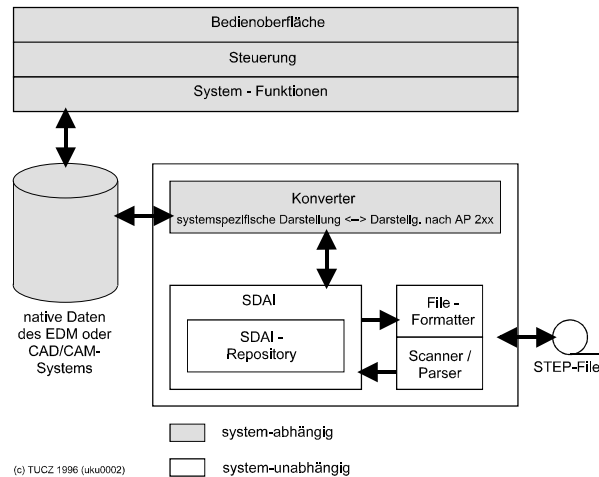 Bedienoberfläche
Steuerung
System - Funktionen
Konverter
systemspezifische Darstellung <--> Darstellg. nach AP 2xx
native Daten
des EDM oder
CAD/CAM-
Systems
SDAI
SDAI -
Repository
File -
Formatter
Scanner /
Parser
STEP-File
system-abhängig
system-unabhängig
(c) TUCZ 1996 (uku0002)